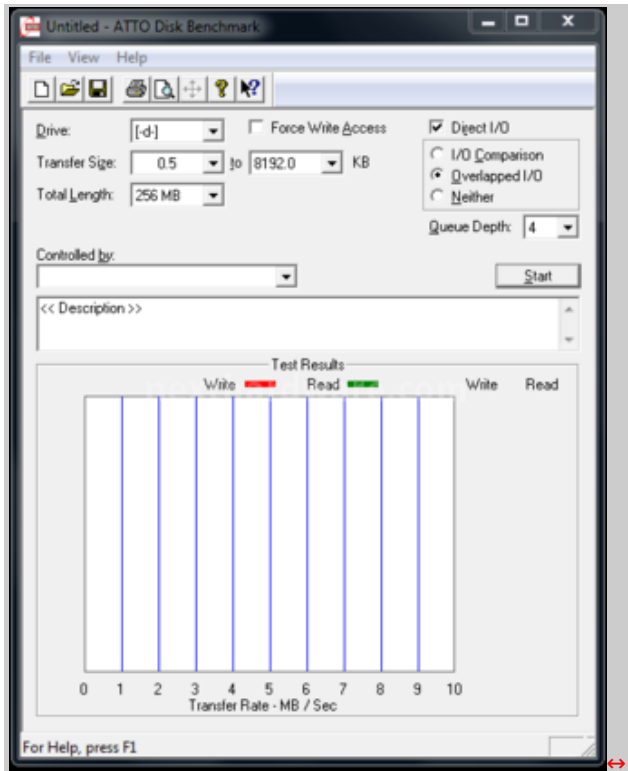 Untitled - ATTO Disk Benchmark
File View Help
Drive: [-d-] Force Write Access Direct I/O
Transfer Size: 0.5 to 8192.0 KB I/O Comparison
Overlapped I/O
Total Length: 256 MB Neither
Queue Depth: 4
Controlled by:
Start
<< Description >>
Test Results
Write Read Write Read
0 1 2 3 4 5 6 7 8 9 10
Transfer Rate - MB / Sec
For Help, press F1